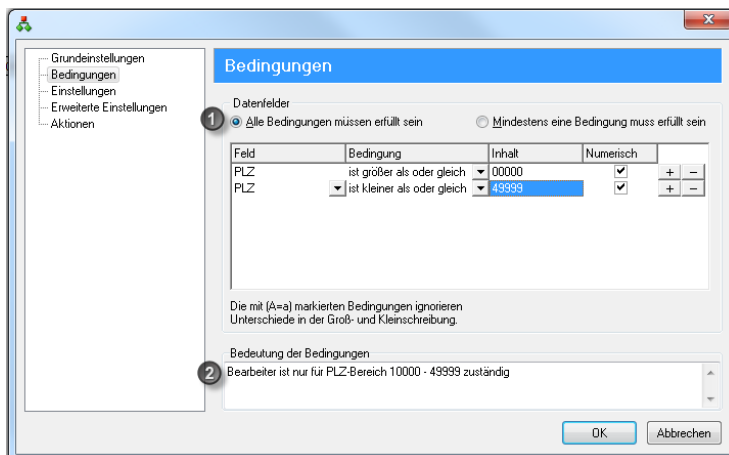 Grundeinstellungen
Bedingungen
Einstellungen
Erweiterte Einstellungen
Aktionen
Bedingungen
Datenfelder
1 Alle Bedingungen müssen erfüllt sein Mindestens eine Bedingung muss erfüllt sein
Feld Bedingung Inhalt Numerisch
PLZ ist größer als oder gleich 00000 + -
PLZ ist kleiner als oder gleich 49999 + -
Die mit (A=a) markierten Bedingungen ignorieren
Unterschiede in der Groß- und Kleinschreibung.
Bedeutung der Bedingungen
2 Bearbeiter ist nur für PLZ-Bereich 10000 - 49999 zuständig
OK Abbrechen